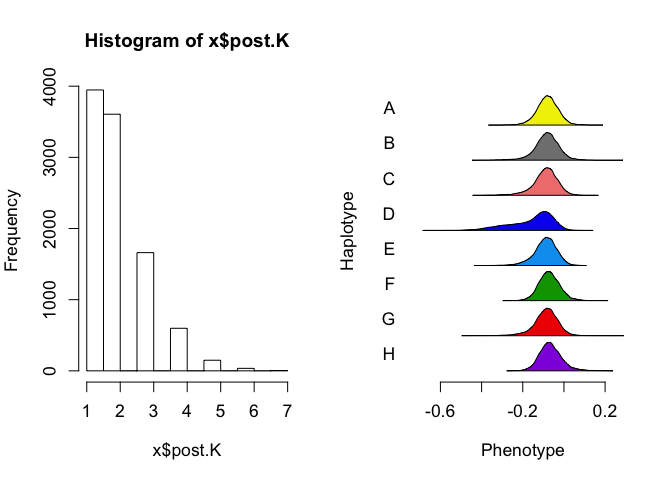 Histogram of x$post.K
Frequency
4000
3000
2000
1000
0
1 2 3 4 5 6 7
x$post.K
Haplotype
A
B
C
D
E
F
G
H
-0.6 -0.2 0.2
Phenotype